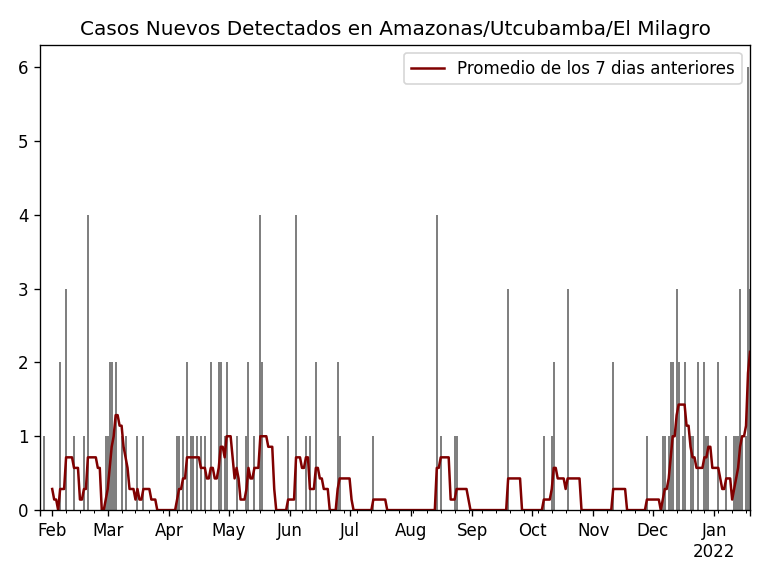 Casos Nuevos Detectados en Amazonas/Utcubamba/El Milagro
Promedio de los 7 dias anteriores
6
5
4
3
2
1
0
Feb Mar Apr May Jun Jul Aug Sep Oct Nov Dec Jan
2022